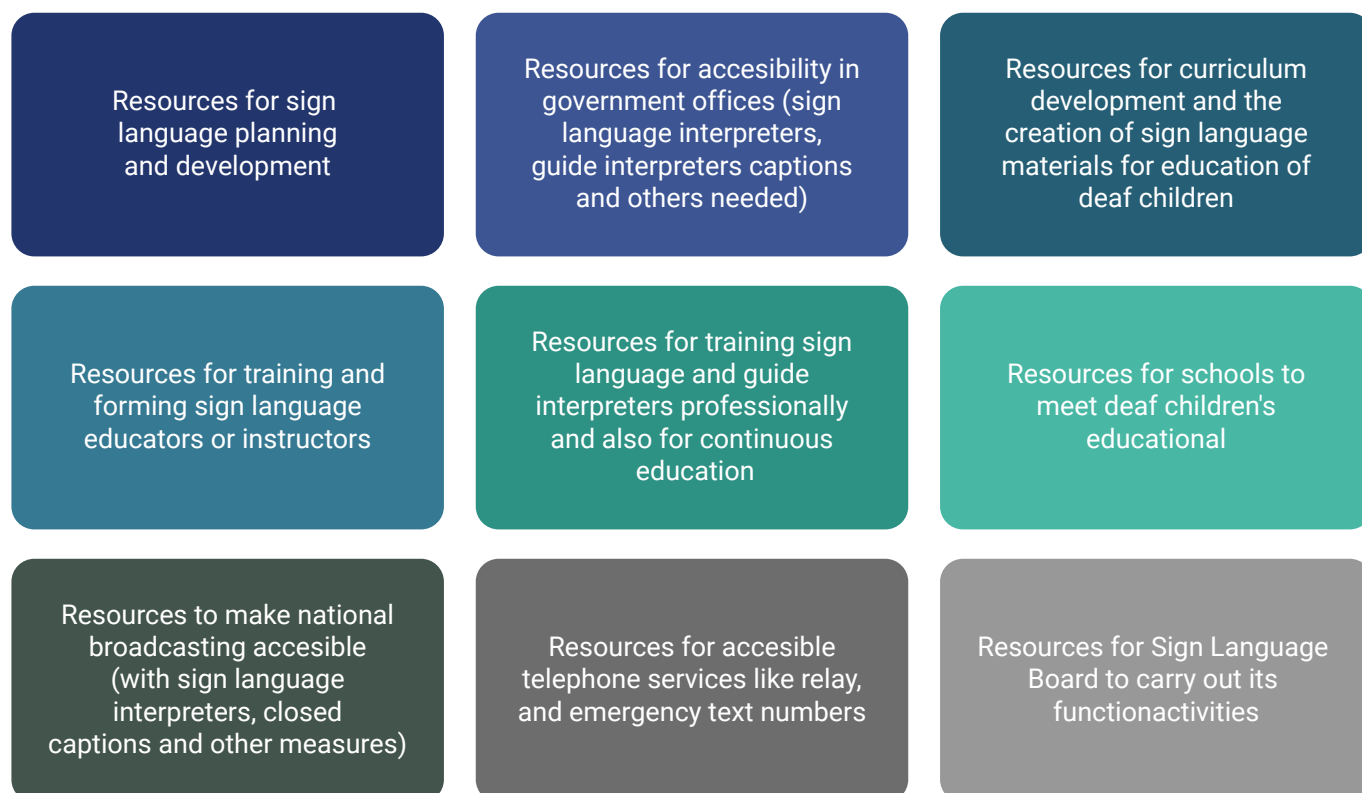 Resources for sign
language planning
and development
Resources for accesibility in
government offices (sign
language interpreters,
guide interpreters captions
and others needed)
Resources for curriculum
development and the
creation of sign language
materials for education of
deaf children
Resources for training and
forming sign language
educators or instructors
Resources for training sign
language and guide
interpreters professionally
and also for continuous
education
Resources for schools to
meet deaf children's
educational
Resources to make national
broadcasting accesible
(with sign language
interpreters, closed
captions and other measures)
Resources for accesible
telephone services like relay,
and emergency text numbers
Resources for Sign Language
Board to carry out its
functionactivities